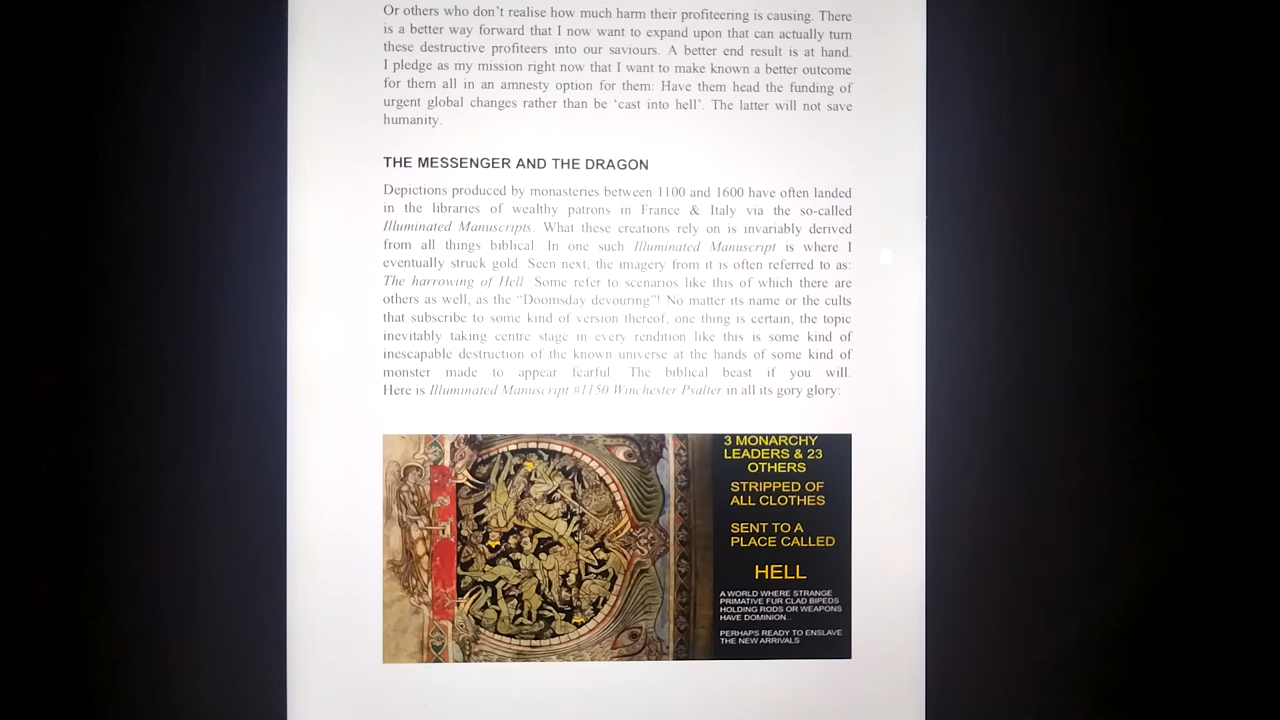 Or others who don't realise how much harm their profiteering is causing. There
is a better way forward that I now want to expand upon that can actually turn
these destructive profiteers into our saviours. A better end result is at hand.
I pledge as my mission right now that I want to make known a better outcome
for them all in an amnesty option for them: Have them head the funding of
urgent global changes rather than be ‘cast into hell’. The latter will not save
humanity.
THE MESSENGER AND THE DRAGON
Depictions produced by monasteries between 1100 and 1600 have often landed
in the libraries of wealthy patrons in France & Italy via the so-called
Illuminated Manuscripts. What these creations rely on is invariably derived
from all things biblical. In one such Illuminated Manuscript is where I
eventually struck gold. Seen next, the imagery from it is often referred to as:
The harrowing of Hell. Some refer to scenarios like this of which there are
others as well, as the “Doomsday devouring”! No matter its name or the cults
that subscribe to some kind of version thereof, one thing is certain, the topic
inevitably taking centre stage in every rendition like this is some kind of
inescapable destruction of the known universe at the hands of some kind of
monster made to appear fearful. The biblical beast if you will.
Here is Illuminated Manuscript #1150 Winchester Psalter in all its gory glory:
3 MONARCHY
LEADERS & 23
OTHERS
STRIPPED OF
ALL CLOTHES
SENT TO A
PLACE CALLED
HELL
A WORLD WHERE STRANGE
PRIMATIVE FUR CLAD BIPEDS
HOLDING RODS OR WEAPONS
HAVE DOMINION...
PERHAPS READY TO ENSLAVE
THE NEW ARRIVALS